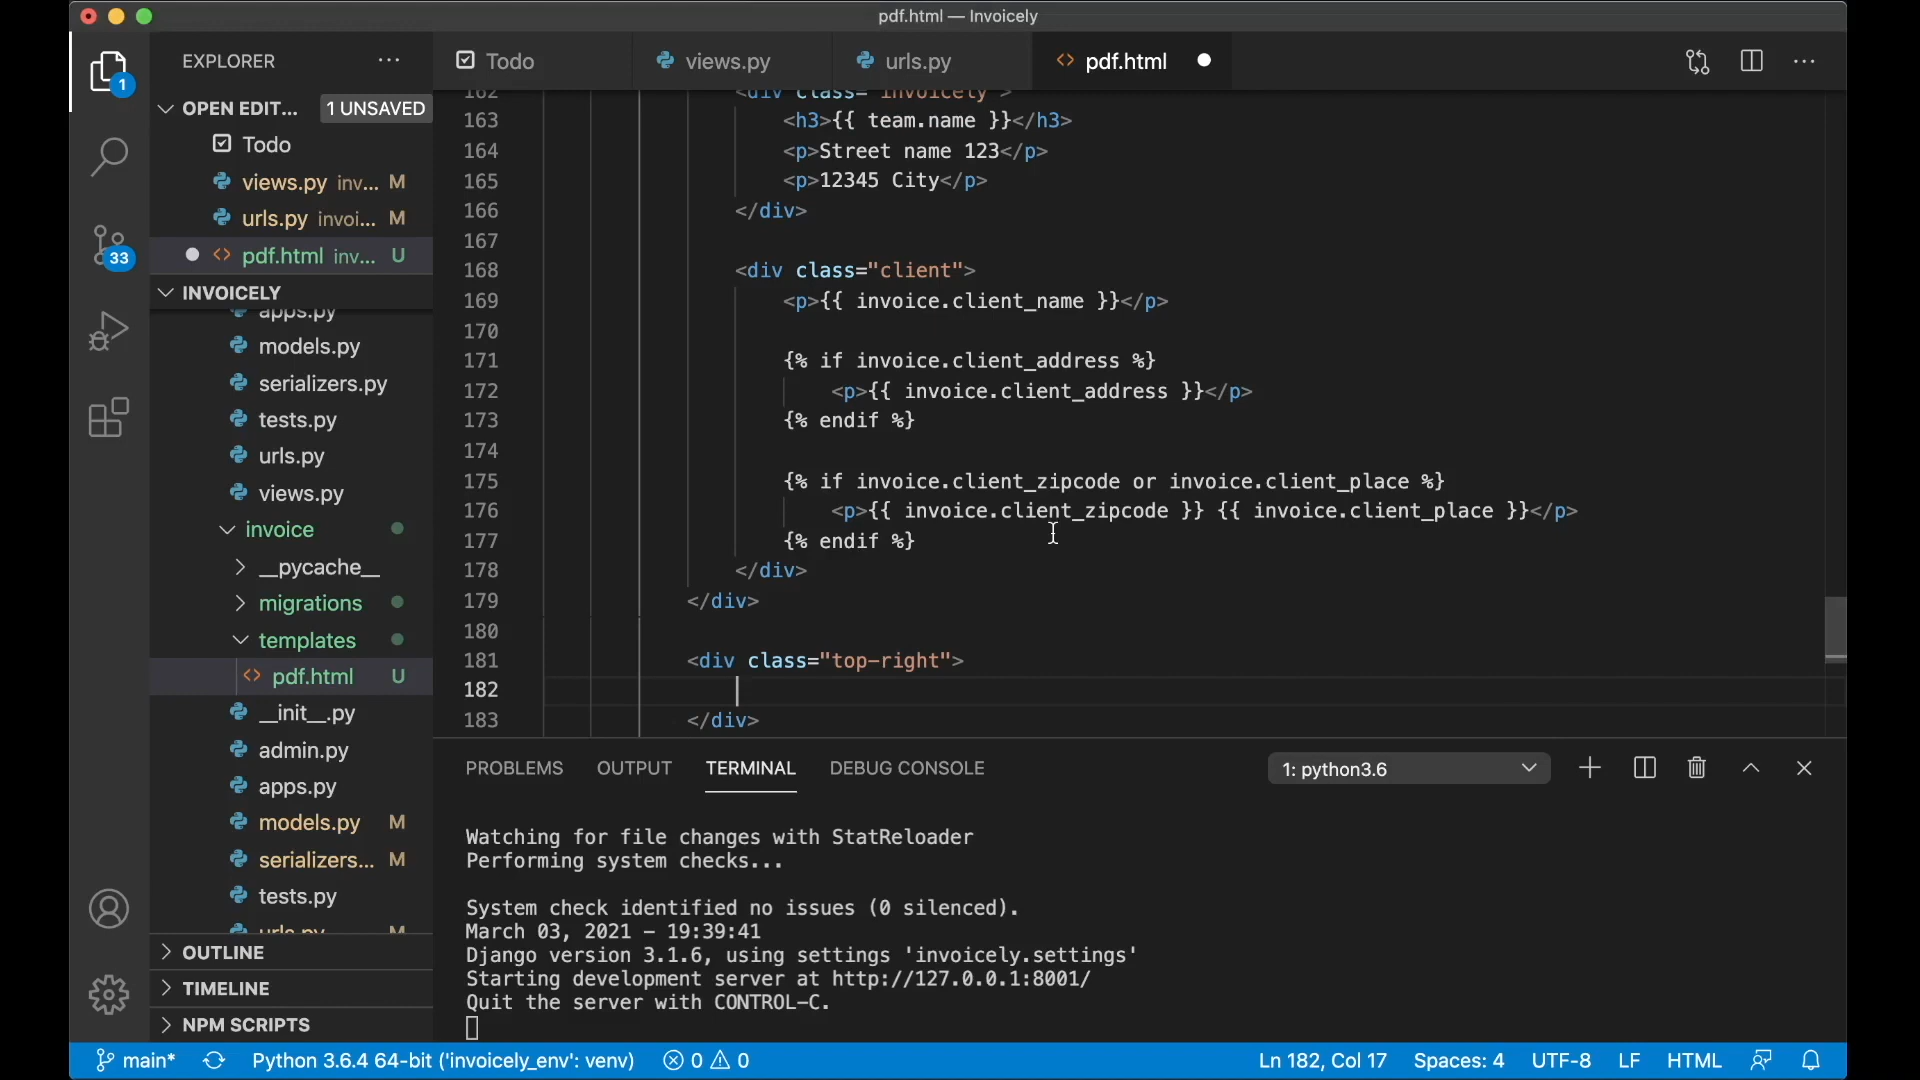 pdf.html — Invoicely
EXPLORER
Todo
views.py
urls.py
pdf.html
OPEN EDIT... 1 UNSAVED
Todo
views.py inv... M
urls.py invoi... M
pdf.html inv... U
INVOICELY
apps.py
models.py
serializers.py
tests.py
urls.py
views.py
invoice
__pycache__
migrations
templates
pdf.html U
__init__.py
admin.py
apps.py
models.py M
serializers... M
tests.py
urls.py M
OUTLINE
TIMELINE
NPM SCRIPTS
1
33
162 <div class="invoicely">
163 <h3>{{ team.name }}</h3>
164 <p>Street name 123</p>
165 <p>12345 City</p>
166 </div>
167
168 <div class="client">
169 <p>{{ invoice.client_name }}</p>
170
171 {% if invoice.client_address %}
172 <p>{{ invoice.client_address }}</p>
173 {% endif %}
174
175 {% if invoice.client_zipcode or invoice.client_place %}
176 <p>{{ invoice.client_zipcode }} {{ invoice.client_place }}</p>
177 {% endif %}
178 </div>
179 </div>
180
181 <div class="top-right">
182
183 </div>
PROBLEMS OUTPUT TERMINAL DEBUG CONSOLE
1: python3.6
Watching for file changes with StatReloader
Performing system checks...
System check identified no issues (0 silenced).
March 03, 2021 - 19:39:41
Django version 3.1.6, using settings 'invoicely.settings'
Starting development server at http://127.0.0.1:8001/
Quit the server with CONTROL-C.
main* Python 3.6.4 64-bit ('invoicely_env': venv) 0 0 Ln 182, Col 17 Spaces: 4 UTF-8 LF HTML